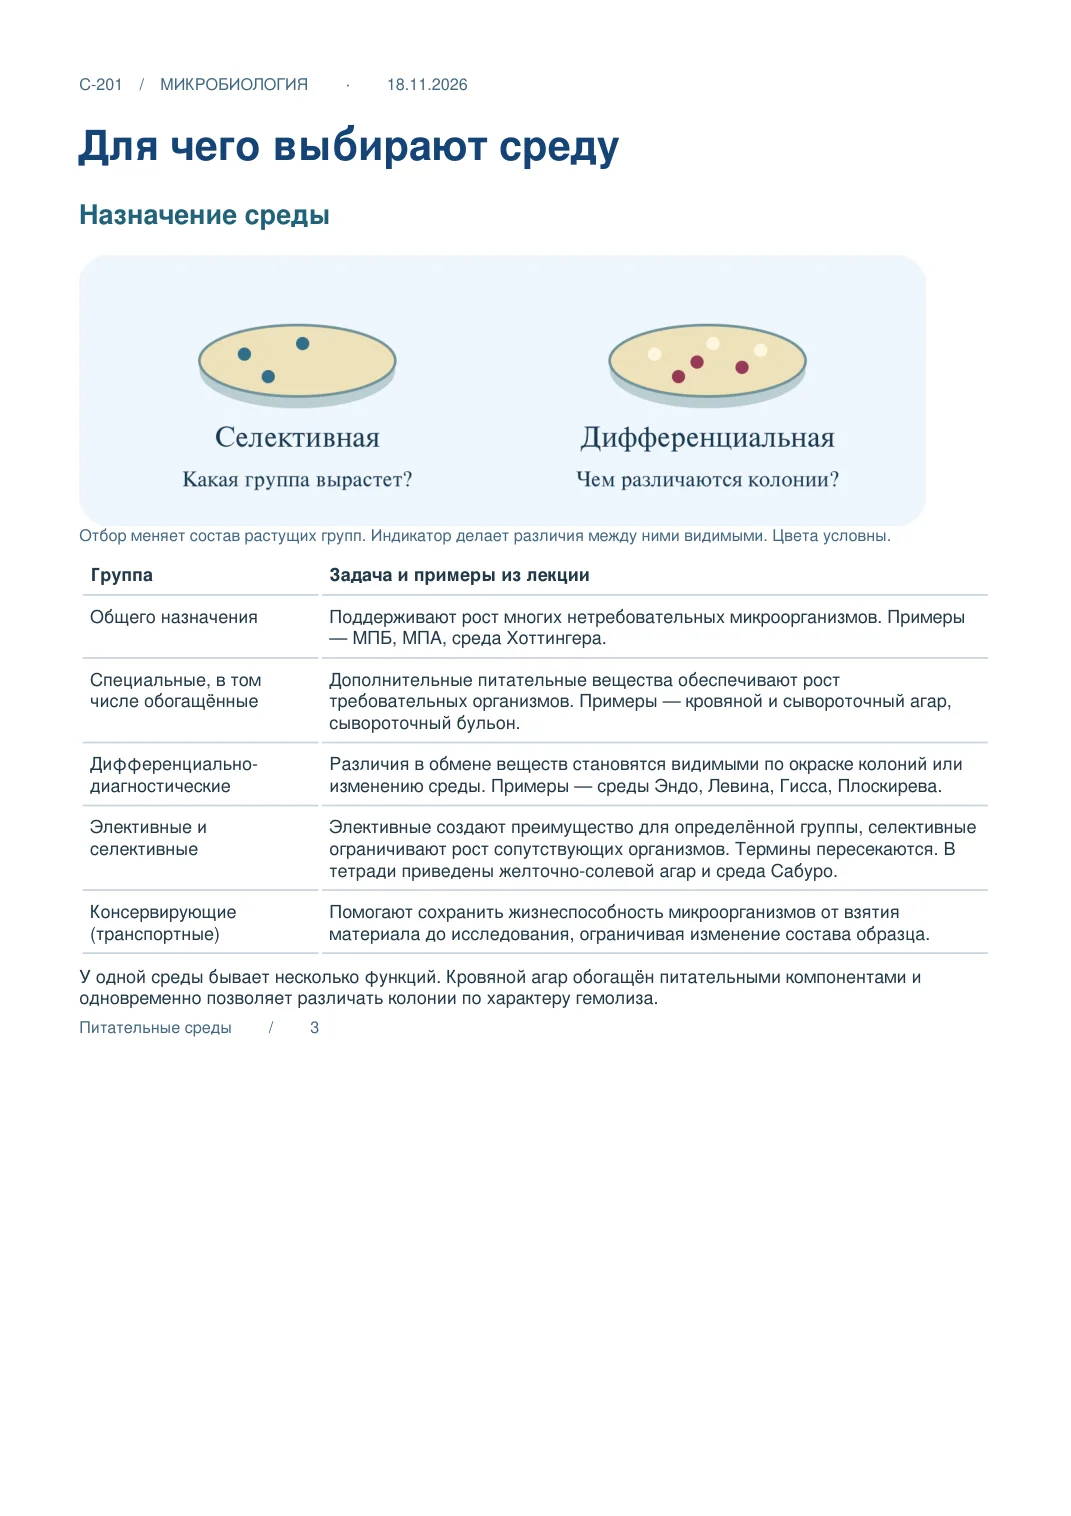 С-201 / МИКРОБИОЛОГИЯ · 18.11.2026
Для чего выбирают среду
Назначение среды
Селективная
Какая группа вырастет?
Дифференциальная
Чем различаются колонии?
Отбор меняет состав растущих групп. Индикатор делает различия между ними видимыми. Цвета условны.
Группа
Задача и примеры из лекции
Общего назначения
Поддерживают рост многих нетребовательных микроорганизмов. Примеры
— МПБ, МПА, среда Хоттингера.
Специальные, в том
числе обогащённые
Дополнительные питательные вещества обеспечивают рост
требовательных организмов. Примеры — кровяной и сывороточный агар,
сывороточный бульон.
Дифференциально-
диагностические
Различия в обмене веществ становятся видимыми по окраске колоний или
изменению среды. Примеры — среды Эндо, Левина, Гисса, Плоскирева.
Элективные и
селективные
Элективные создают преимущество для определённой группы, селективные
ограничивают рост сопутствующих организмов. Термины пересекаются. В
тетради приведены желточно-солевой агар и среда Сабуро.
Консервирующие
(транспортные)
Помогают сохранить жизнеспособность микроорганизмов от взятия
материала до исследования, ограничивая изменение состава образца.
У одной среды бывает несколько функций. Кровяной агар обогащён питательными компонентами и
одновременно позволяет различать колонии по характеру гемолиза.
Питательные среды / 3